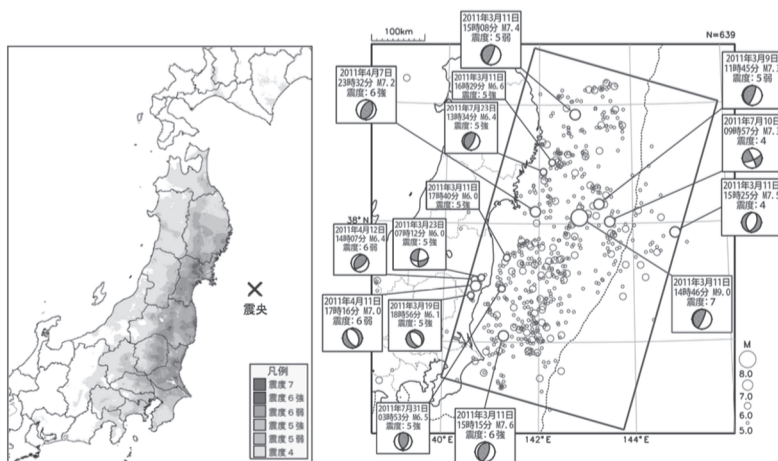 震央
凡例
震度 7
震度 6 強
震度 6 弱
震度 5 強
震度 5 弱
震度 4
100km
N=639
2011年3月11日
15時08分 M7.4
震度：5弱
2011年3月9日
11時45分 M7.3
震度：5弱
2011年4月7日
23時32分 M7.2
震度：6強
2011年3月11日
16時29分 M6.6
震度：5強
2011年7月23日
13時34分 M6.4
震度：5強
2011年7月10日
09時57分 M7.3
震度：4
2011年3月11日
17時40分 M6.0
震度：5強
2011年3月11日
15時25分 M7.5
震度：4
38° N
2011年4月12日
14時07分 M6.4
震度：6弱
2011年3月23日
07時12分 M6.0
震度：5強
2011年3月11日
14時46分 M9.0
震度：7
2011年4月11日
17時16分 M7.0
震度：6弱
2011年3月19日
18時56分 M6.1
震度：5強
M
8.0
7.0
6.0
5.0
2011年7月31日
03時53分 M6.5
震度：5強
2011年3月11日
15時15分 M7.6
震度：6強
140° E
142° E
144° E